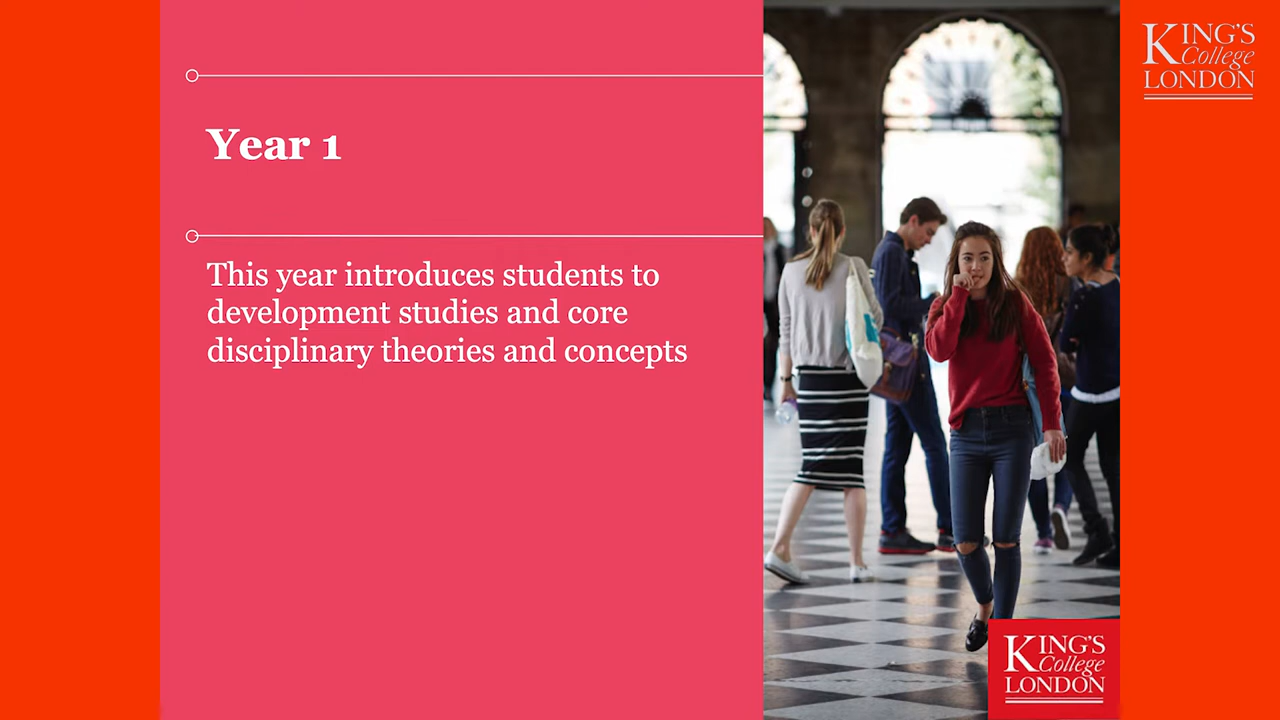 KING'S
College
LONDON
Year 1
This year introduces students to
development studies and core
disciplinary theories and concepts
KING'S
College
LONDON